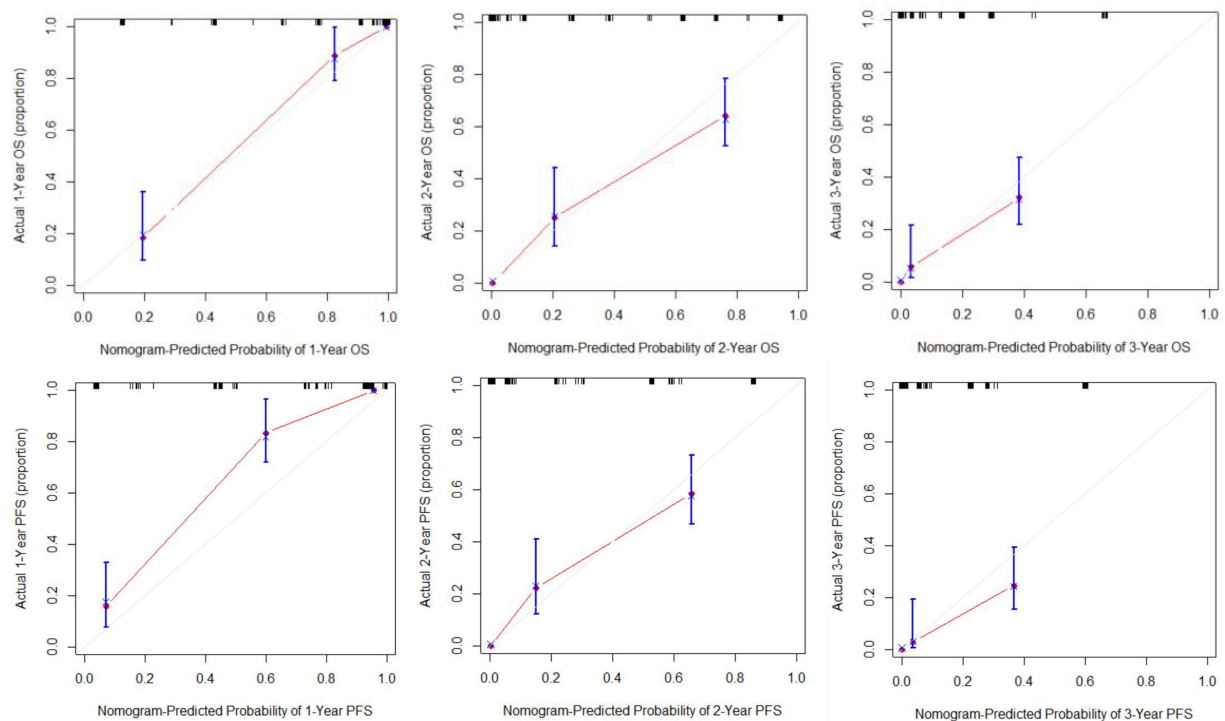 Actual 1-Year OS (proportion)
1.0
0.8
0.6
0.4
0.2
0.0
0.0 0.2 0.4 0.6 0.8 1.0
Nomogram-Predicted Probability of 1-Year OS
Actual 2-Year OS (proportion)
1.0
0.8
0.6
0.4
0.2
0.0
0.0 0.2 0.4 0.6 0.8 1.0
Nomogram-Predicted Probability of 2-Year OS
Actual 3-Year OS (proportion)
1.0
0.8
0.6
0.4
0.2
0.0
0.0 0.2 0.4 0.6 0.8 1.0
Nomogram-Predicted Probability of 3-Year OS
Actual 1-Year PFS (proportion)
1.0
0.8
0.6
0.4
0.2
0.0
0.0 0.2 0.4 0.6 0.8 1.0
Nomogram-Predicted Probability of 1-Year PFS
Actual 2-Year PFS (proportion)
1.0
0.8
0.6
0.4
0.2
0.0
0.0 0.2 0.4 0.6 0.8 1.0
Nomogram-Predicted Probability of 2-Year PFS
Actual 3-Year PFS (proportion)
1.0
0.8
0.6
0.4
0.2
0.0
0.0 0.2 0.4 0.6 0.8 1.0
Nomogram-Predicted Probability of 3-Year PFS